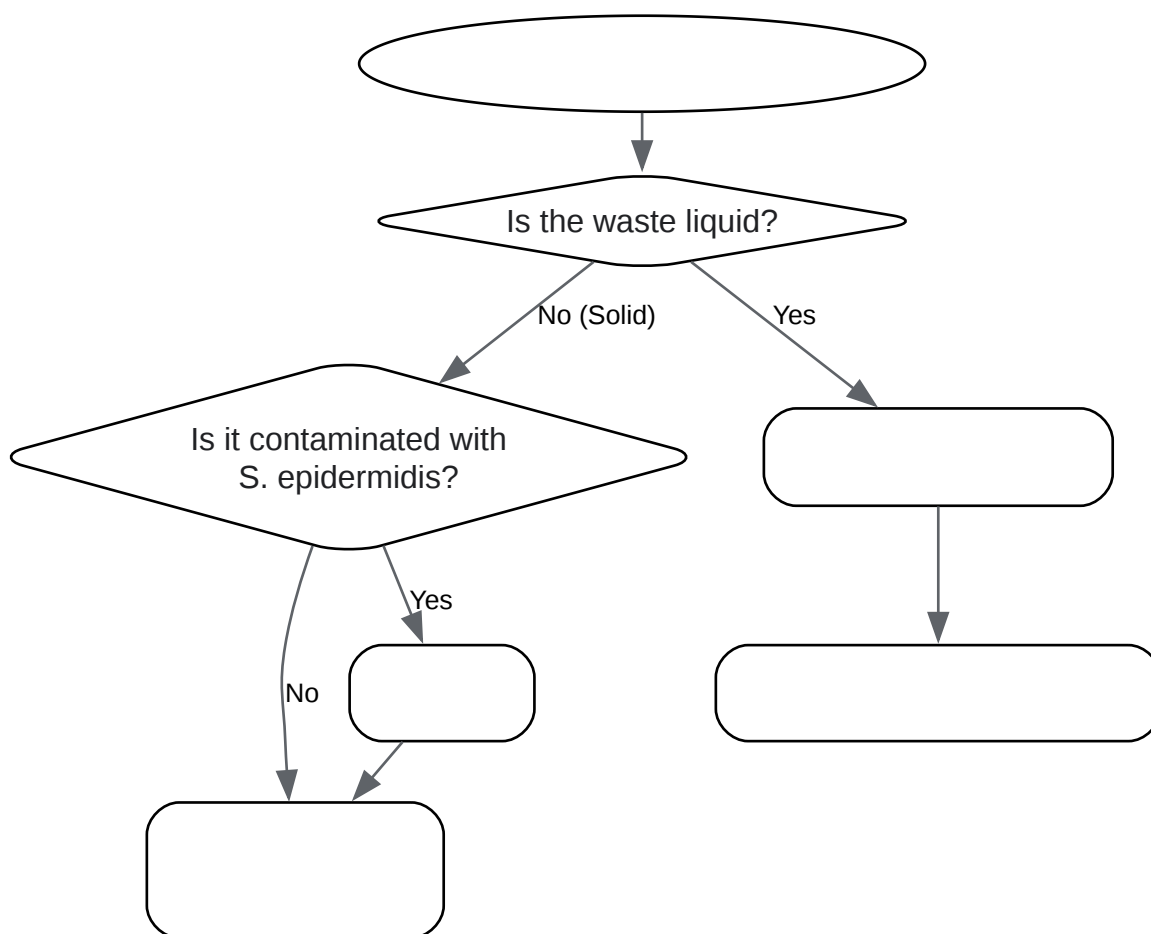 Is the waste liquid?
No (Solid)
Yes
Is it contaminated with
S. epidermidis?
Yes
No